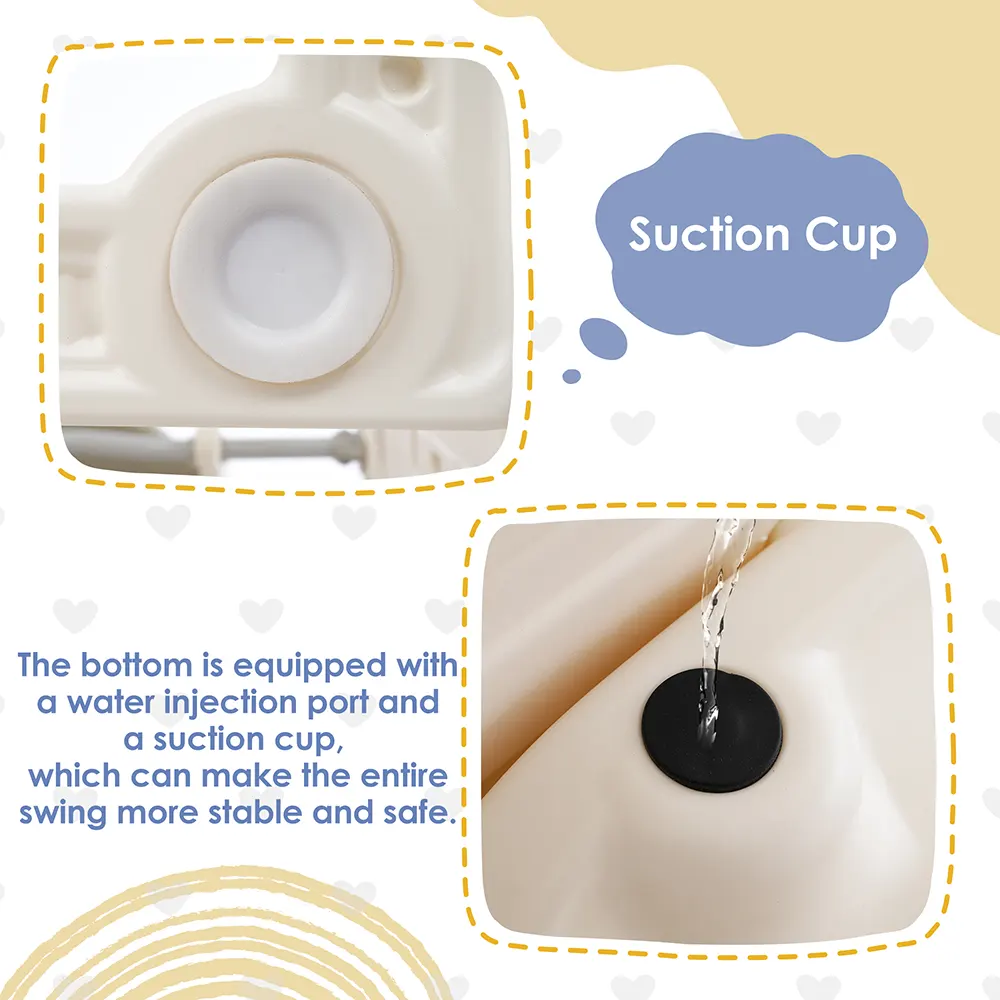 Suction Cup
The bottom is equipped with
a water injection port and
a suction cup,
which can make the entire
swing more stable and safe.